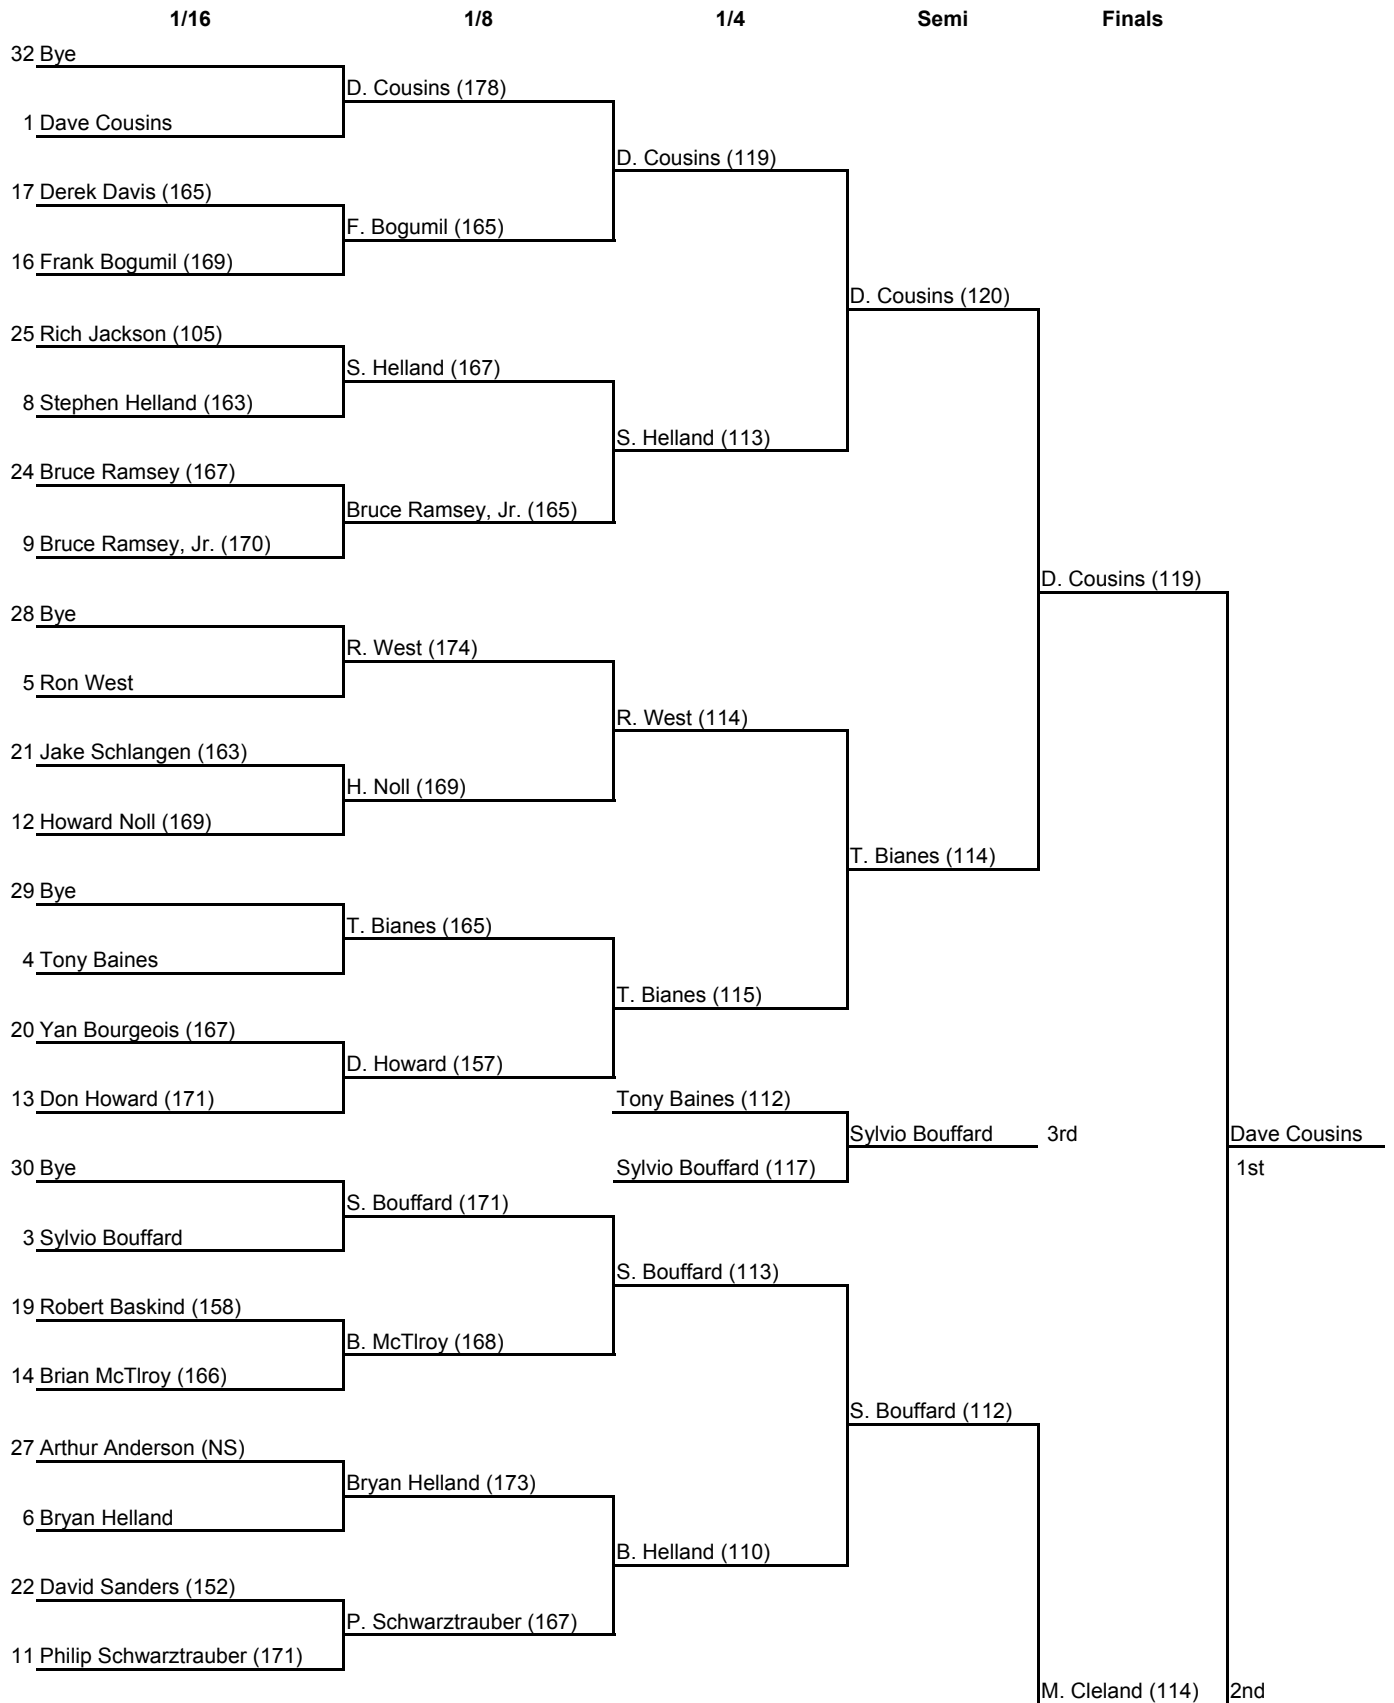 1/16 1/8 1/4 Semi Finals
32 Bye
D. Cousins (178)
1 Dave Cousins
D. Cousins (119)
17 Derek Davis (165)
F. Bogumil (165)
16 Frank Bogumil (169)
D. Cousins (120)
25 Rich Jackson (105)
S. Helland (167)
8 Stephen Helland (163)
S. Helland (113)
24 Bruce Ramsey (167)
Bruce Ramsey, Jr. (165)
9 Bruce Ramsey, Jr. (170)
D. Cousins (119)
28 Bye
R. West (174)
5 Ron West
R. West (114)
21 Jake Schlangen (163)
H. Noll (169)
12 Howard Noll (169)
T. Bianes (114)
29 Bye
T. Bianes (165)
4 Tony Baines
T. Bianes (115)
20 Yan Bourgeois (167)
D. Howard (157)
13 Don Howard (171) Tony Baines (112)
Sylvio Bouffard 3rd Dave Cousins
30 Bye Sylvio Bouffard (117) 1st
S. Bouffard (171)
3 Sylvio Bouffard
S. Bouffard (113)
19 Robert Baskind (158)
B. McTlroy (168)
14 Brian McTlroy (166)
S. Bouffard (112)
27 Arthur Anderson (NS)
Bryan Helland (173)
6 Bryan Helland
B. Helland (110)
22 David Sanders (152)
P. Schwarztrauber (167)
11 Philip Schwarztrauber (171)
M. Cleland (114) 2nd